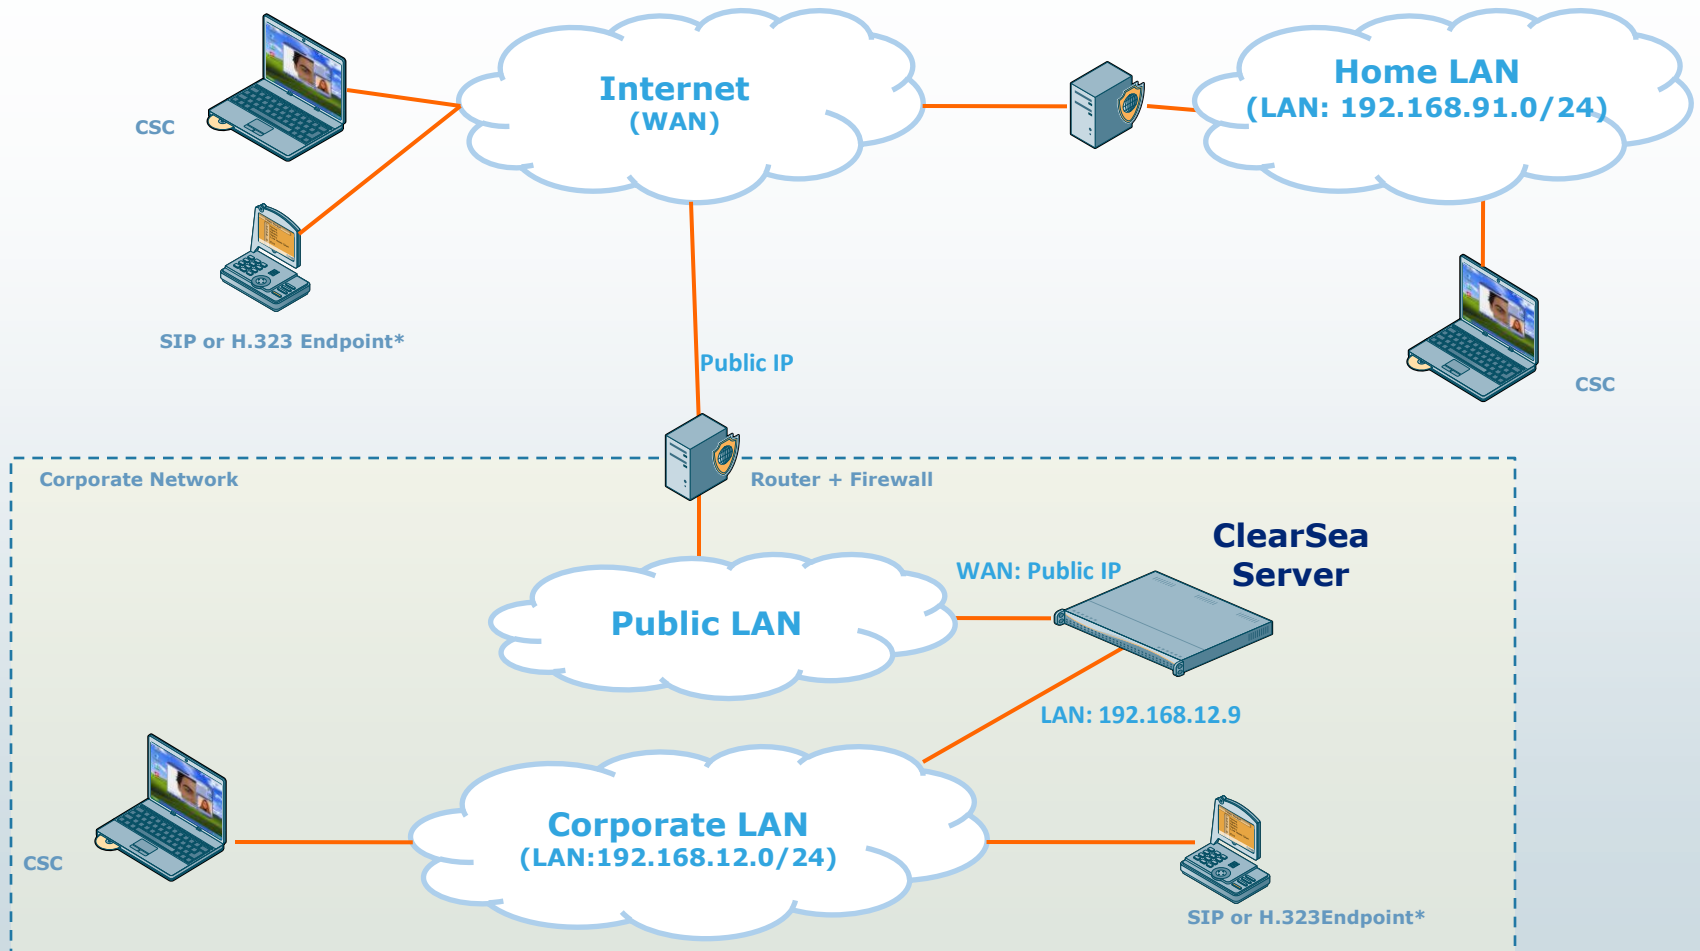 Internet
(WAN)
Home LAN
(LAN: 192.168.91.0/24)
CSC
SIP or H.323 Endpoint*
Public IP
CSC
Corporate Network
Router + Firewall
ClearSea
Server
WAN: Public IP
Public LAN
LAN: 192.168.12.9
Corporate LAN
(LAN:192.168.12.0/24)
CSC
SIP or H.323Endpoint*